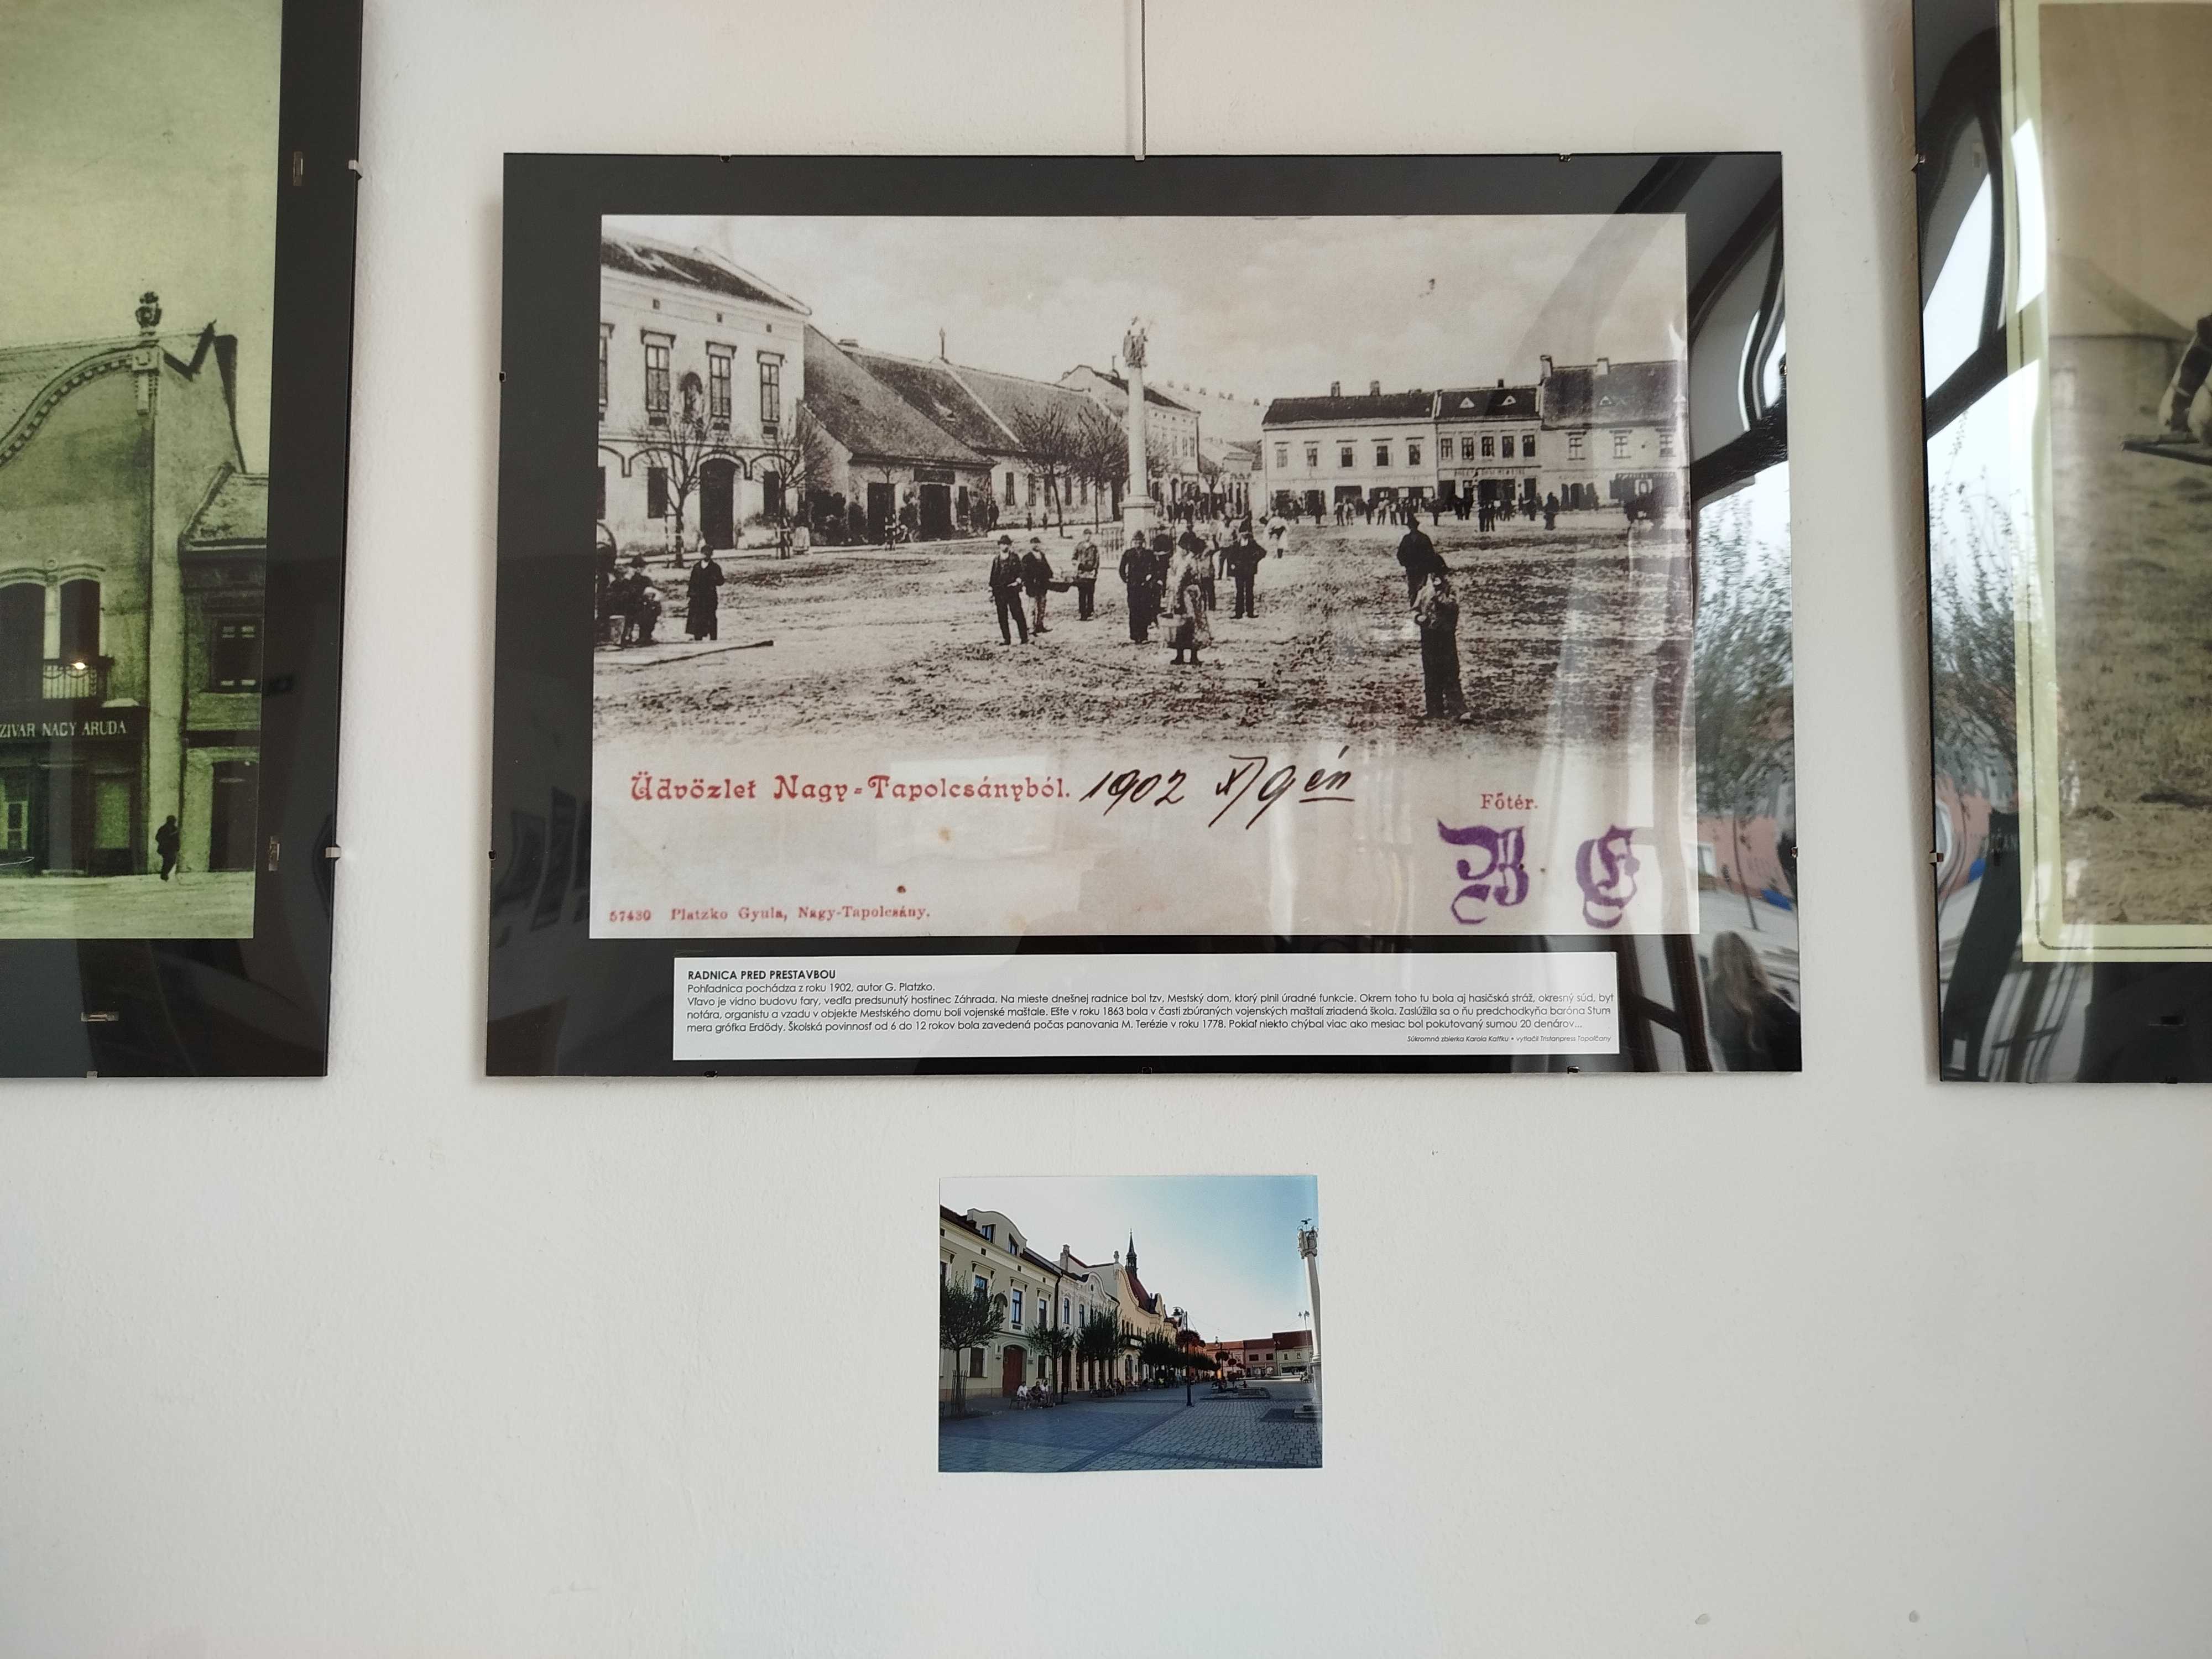 ZIVAR NAGY ARUDA
Üdvözlet Nagy-Tapolcsányból. 1902 X/9 én
Főtér.
B. E
57430 Platzko Gyula, Nagy-Tapolcsány.
RADNICA PRED PRESTAVBOU
Pohľadnica pochádza z roku 1902, autor G. Platzko.
Vľavo je vidno budovu fary, vedľa predsunutý hostinec Záhrada. Na mieste dnešnej radnice bol tzv. Mestský dom, ktorý plnil úradné funkcie. Okrem toho tu bola aj hasičská stráž, okresný súd, byt
notára, organistu a vzadu v objekte Mestského domu boli vojenské maštale. Ešte v roku 1863 bola v časti zbúraných vojenských maštalí zriadená škola. Zaslúžila sa o ňu predchodkyňa baróna Stum
mera grófka Erdődy. Školská povinnosť od 6 do 12 rokov bola zavedená počas panovania M. Terézie v roku 1778. Pokiaľ niekto chýbal viac ako mesiac bol pokutovaný sumou 20 denárov...
Súkromná zbierka Karola Kaffku • vytlačil Tristanpress Topoľčany